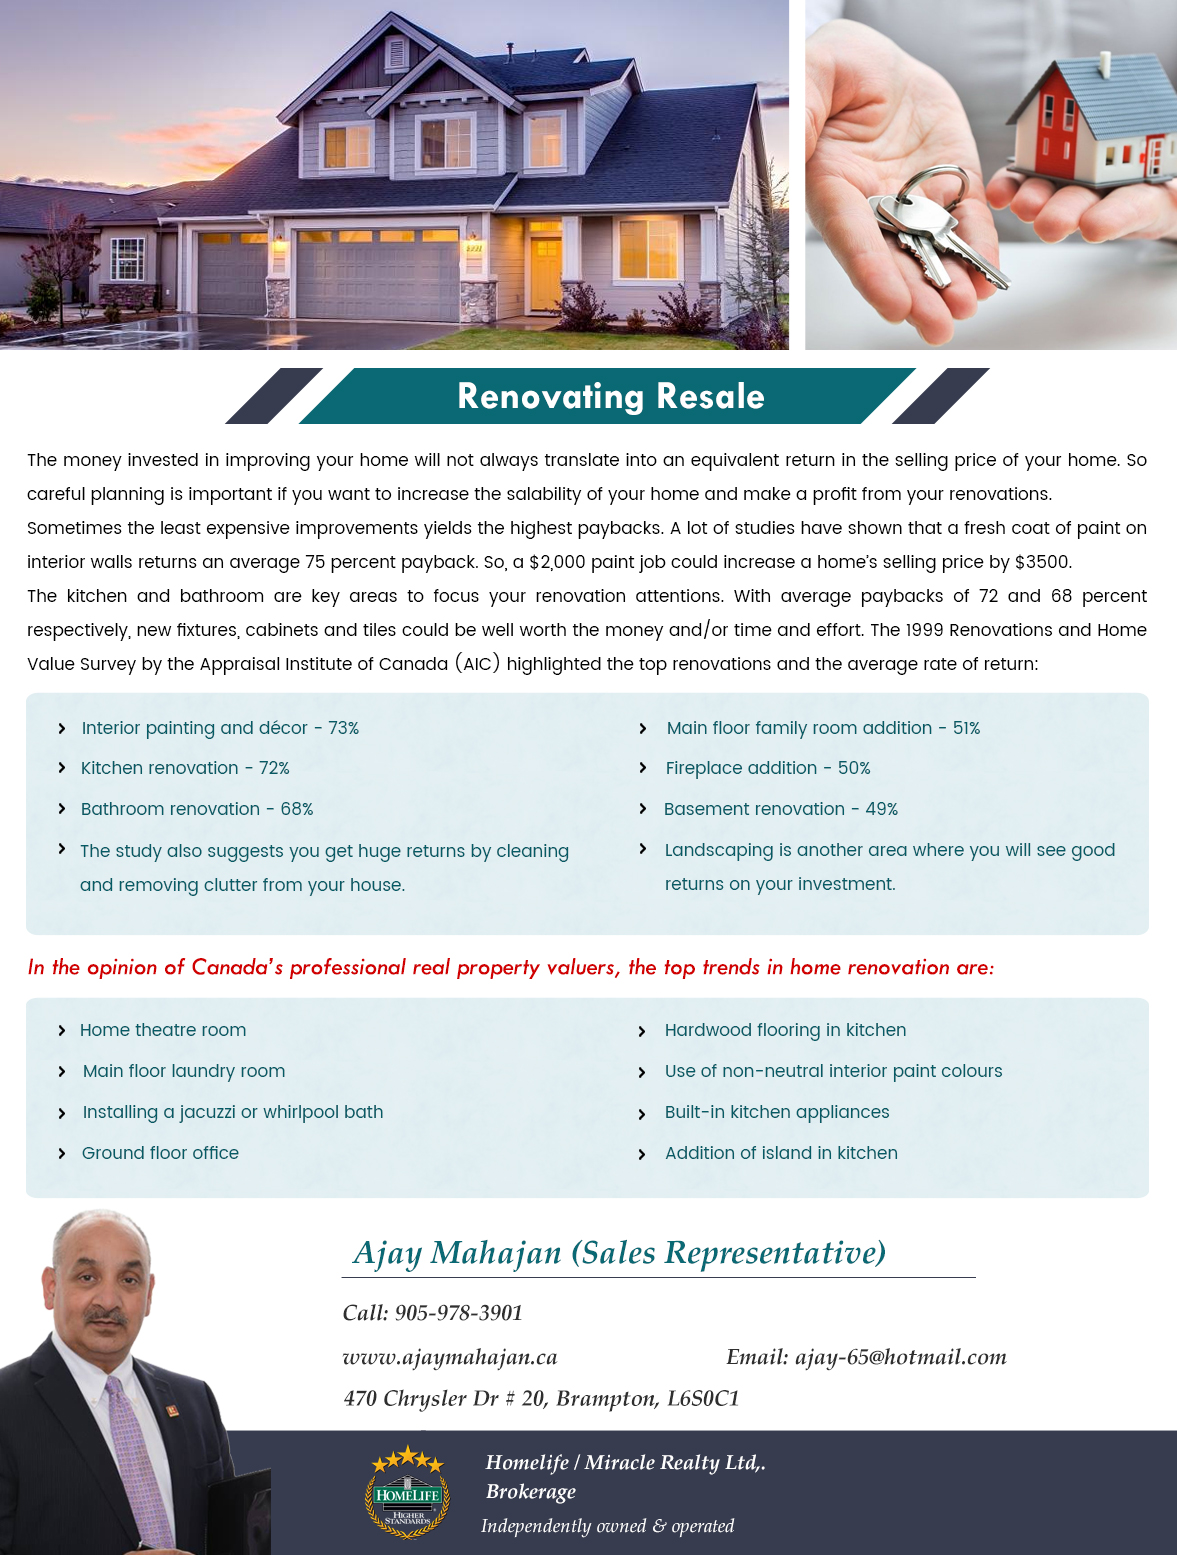 Renovating Resale
The money invested in improving your home will not always translate into an equivalent return in the selling price of your home. So
careful planning is important if you want to increase the salability of your home and make a profit from your renovations.
Sometimes the least expensive improvements yields the highest paybacks. A lot of studies have shown that a fresh coat of paint on
interior walls returns an average 75 percent payback. So, a $2,000 paint job could increase a home's selling price by $3500.
The kitchen and bathroom are key areas to focus your renovation attentions. With average paybacks of 72 and 68 percent
respectively, new fixtures, cabinets and tiles could be well worth the money and/or time and effort. The 1999 Renovations and Home
Value Survey by the Appraisal Institute of Canada (AIC) highlighted the top renovations and the average rate of return:
Interior painting and décor - 73%
Kitchen renovation - 72%
Bathroom renovation - 68%
The study also suggests you get huge returns by cleaning
and removing clutter from your house.
Main floor family room addition - 51%
Fireplace addition - 50%
Basement renovation - 49%
Landscaping is another area where you will see good
returns on your investment.
In the opinion of Canada's professional real property valuers, the top trends in home renovation are:
Home theatre room
Main floor laundry room
Installing a jacuzzi or whirlpool bath
Ground floor office
Hardwood flooring in kitchen
Use of non-neutral interior paint colours
Built-in kitchen appliances
Addition of island in kitchen
Ajay Mahajan (Sales Representative)
Call: 905-978-3901
www.ajaymahajan.ca
Email: ajay-65@hotmail.com
470 Chrysler Dr # 20, Brampton, L6S0C1
HOMELIFE
HIGHER
STANDARDS
Homelife / Miracle Realty Ltd,.
Brokerage
Independently owned & operated